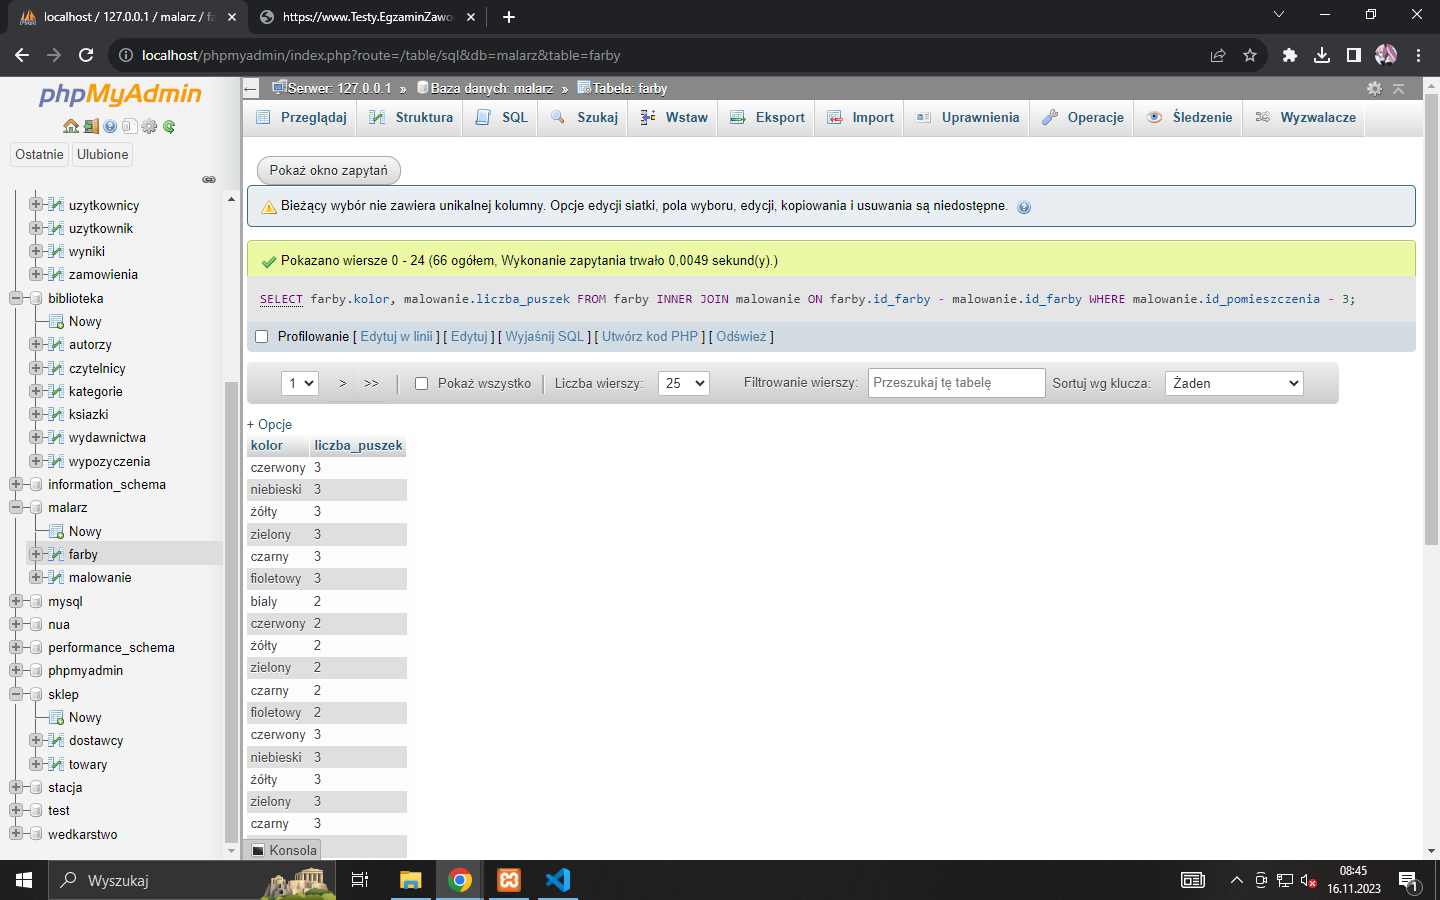 localhost / 127.0.0.1 / malarz / fa
https://www.Testy.EgzaminZawo
localhost/phpmyadmin/index.php?route=/table/sql&db=malarz&table=farby
phpMyAdmin
Ostatnie
Ulubione
uzytkownicy
uzytkownik
wyniki
zamowienia
biblioteka
Nowy
autorzy
czytelnicy
kategorie
ksiazki
wydawnictwa
wypozyczenia
information_schema
malarz
Nowy
farby
malowanie
mysql
nua
performance_schema
phpmyadmin
sklep
Nowy
dostawcy
towary
stacja
test
wedkarstwo
Serwer: 127.0.0.1 » Baza danych: malarz » Tabela: farby
Przeglądaj Struktura SQL Szukaj Wstaw Eksport Import Uprawnienia Operacje Śledzenie Wyzwalacze
Pokaż okno zapytań
Bieżący wybór nie zawiera unikalnej kolumny. Opcje edycji siatki, pola wyboru, edycji, kopiowania i usuwania są niedostępne.
Pokazano wiersze 0 - 24 (66 ogółem, Wykonanie zapytania trwało 0,0049 sekund(y).)
SELECT farby.kolor, malowanie.liczba_puszek FROM farby INNER JOIN malowanie ON farby.id_farby - malowanie.id_farby WHERE malowanie.id_pomieszczenia - 3;
Profilowanie [ Edytuj w linii ] [ Edytuj ] [ Wyjaśnij SQL ] [ Utwórz kod PHP ] [ Odśwież ]
1 > >> Pokaż wszystko Liczba wierszy: 25 Filtrowanie wierszy: Przeszukaj tę tabelę Sortuj wg klucza: Żaden
+ Opcje
kolor liczba_puszek
czerwony 3
niebieski 3
żółty 3
zielony 3
czarny 3
fioletowy 3
bialy 2
czerwony 2
żółty 2
zielony 2
czarny 2
fioletowy 2
czerwony 3
niebieski 3
żółty 3
zielony 3
czarny 3
Konsola
Wyszukaj
08:45
16.11.2023
1